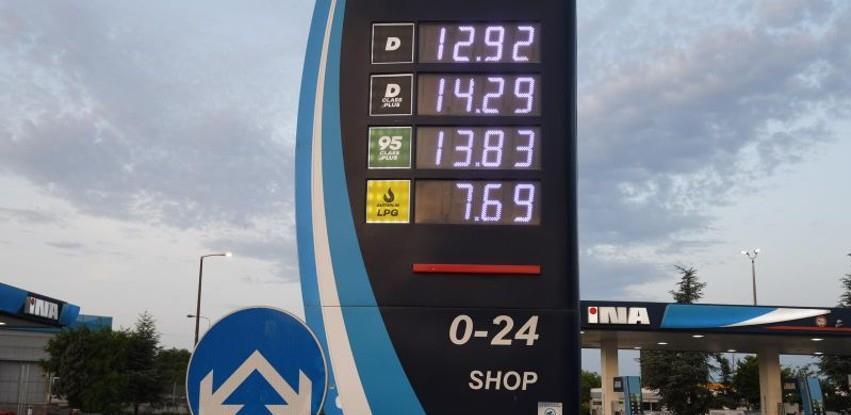 D 12.92
D CLASS PLUS 14.29
95 CLASS PLUS 13.83
LPG 7.69
0-24
SHOP
INA
INA